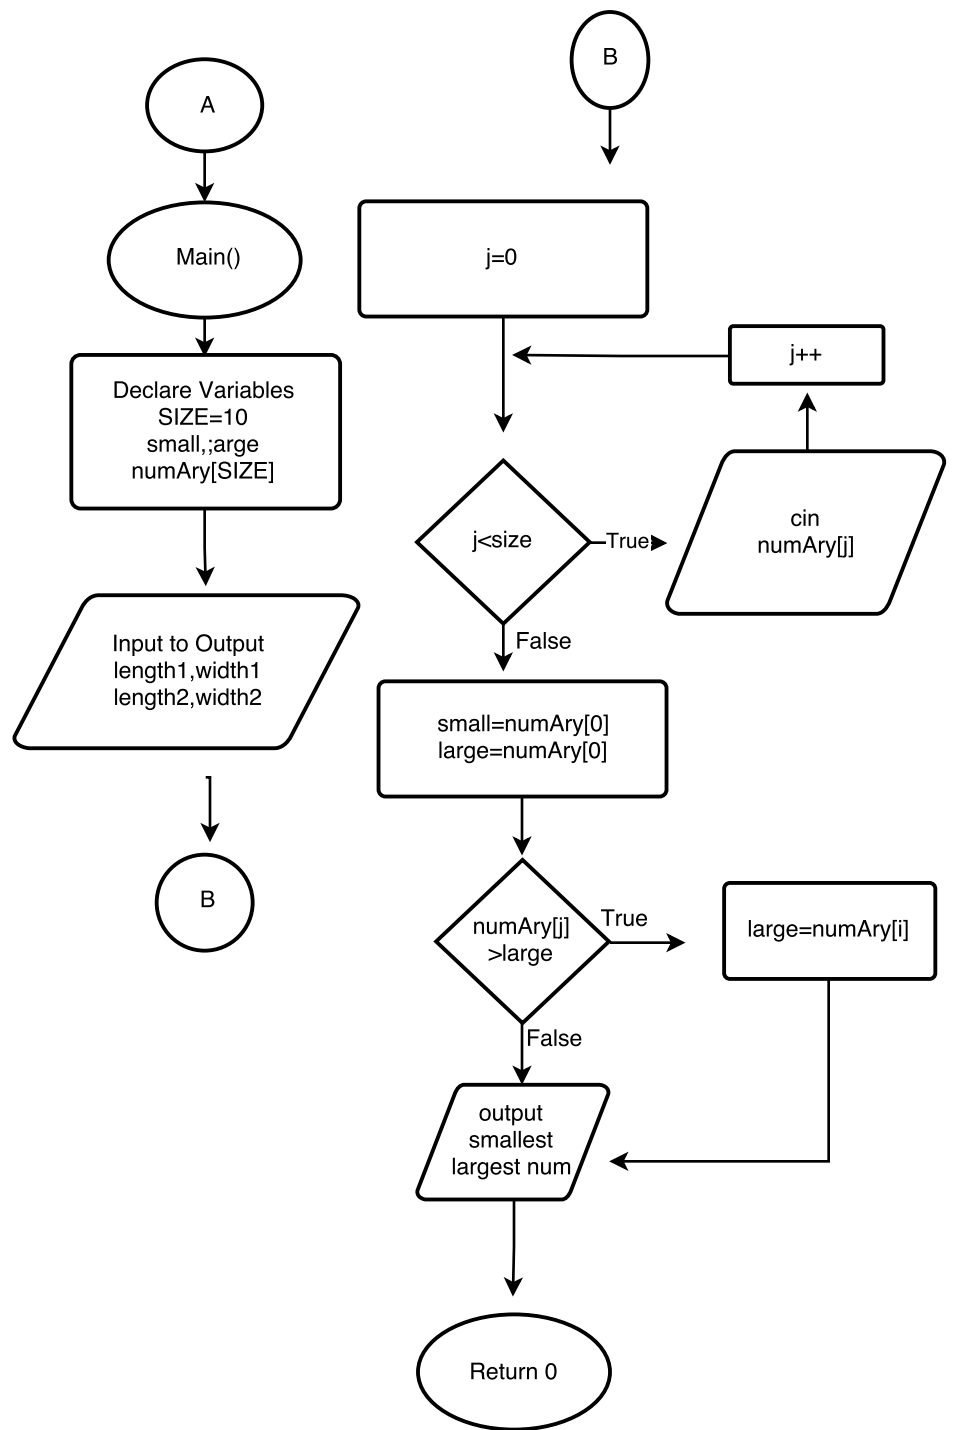 A
Main()
Declare Variables
SIZE=10
small,;arge
numAry[SIZE]
Input to Output
length1,width1
length2,width2
B
B
j=0
j++
j<size
True
cin
numAry[j]
False
small=numAry[0]
large=numAry[0]
numAry[j]
>large
True
large=numAry[i]
False
output
smallest
largest num
Return 0